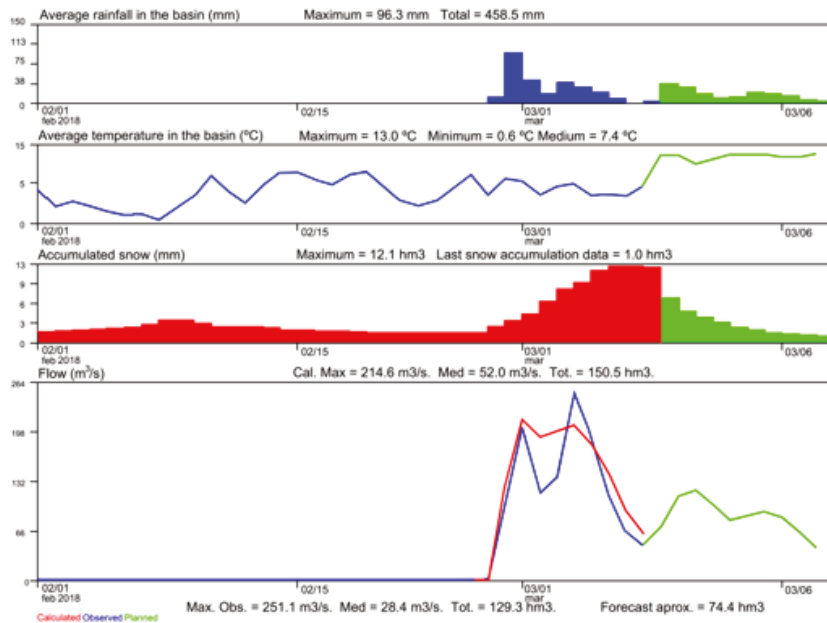 Average rainfall in the basin (mm) Maximum = 96.3 mm Total = 458.5 mm
150
113
75
38
0
02/01 02/15 03/01 03/06
feb 2018 mar
Average temperature in the basin (ºC) Maximum = 13.0 ºC Minimum = 0.6 ºC Medium = 7.4 ºC
15
5
0
02/01 02/15 03/01 03/06
feb 2018 mar
Accumulated snow (mm) Maximum = 12.1 hm3 Last snow accumulation data = 1.0 hm3
13
9
6
3
0
02/01 02/15 03/01 03/06
feb 2018 mar
Flow (m³/s) Cal. Max = 214.6 m3/s. Med = 52.0 m3/s. Tot. = 150.5 hm3.
264
198
132
66
0
02/01 02/15 03/01 03/06
feb 2018 mar
Max. Obs. = 251.1 m3/s. Med = 28.4 m3/s. Tot. = 129.3 hm3. Forecast aprox. = 74.4 hm3
Calculated Observed Planned